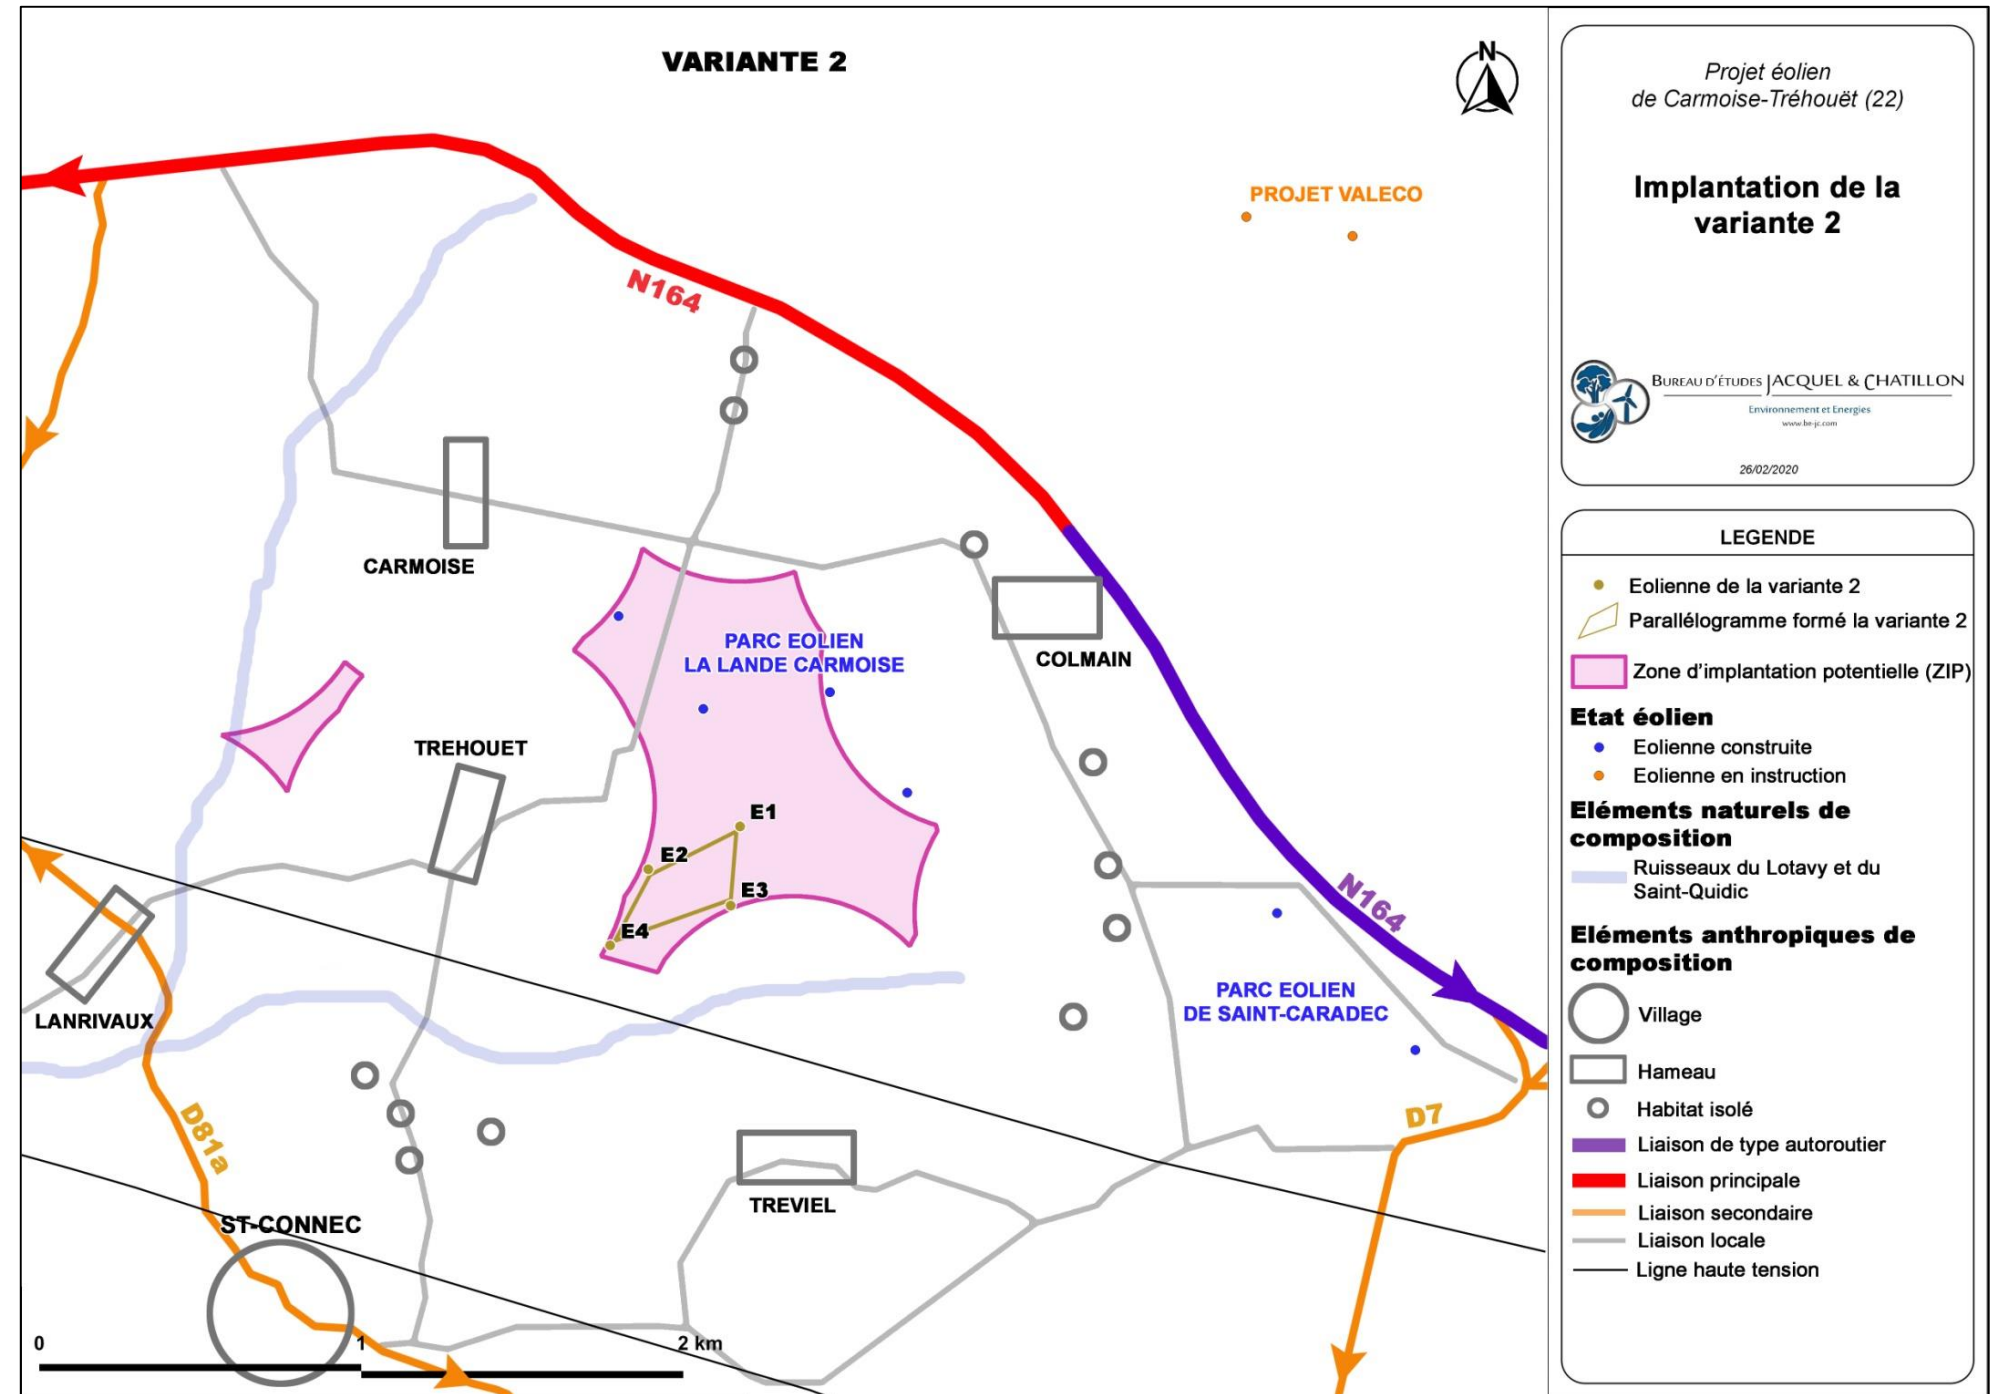 VARIANTE 2
N
PROJET VALECO
N164
CARMOISE
PARC EOLIEN
LA LANDE CARMOISE
COLMAIN
TREHOUET
E1
E2
E3
E4
N164
LANRIVAUX
PARC EOLIEN
DE SAINT-CARADEC
D81a
D7
TREVIEL
ST-CONNEC
0
1
2 km
Projet éolien
de Carmoise-Tréhouët (22)
Implantation de la
variante 2
BUREAU D'ÉTUDES JACQUEL & CHATILLON
Environnement et Energies
www.be-jc.com
26/02/2020
LEGENDE
Eolienne de la variante 2
Parallélogramme formé la variante 2
Zone d'implantation potentielle (ZIP)
Etat éolien
Eolienne construite
Eolienne en instruction
Eléments naturels de
composition
Ruisseaux du Lotavy et du
Saint-Quidic
Eléments anthropiques de
composition
Village
Hameau
Habitat isolé
Liaison de type autoroutier
Liaison principale
Liaison secondaire
Liaison locale
Ligne haute tension